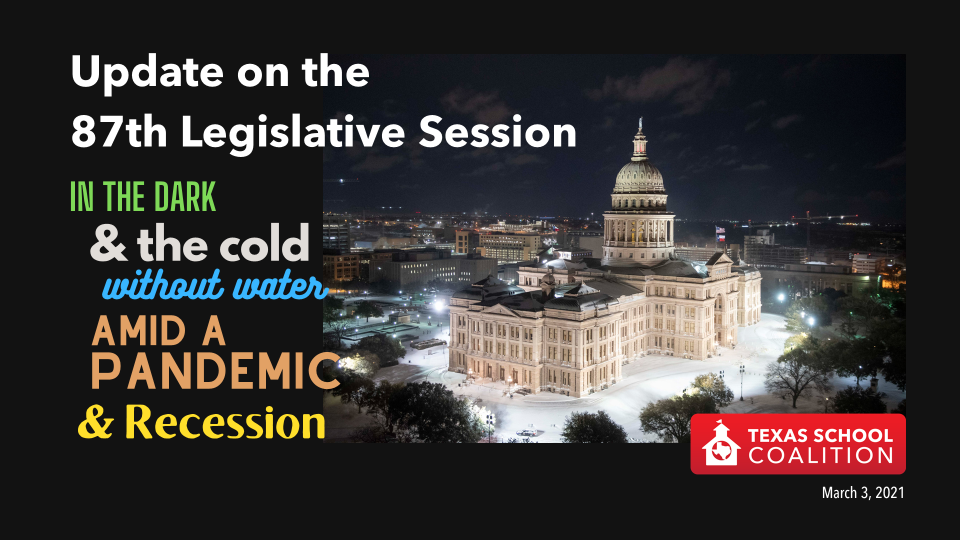 Update on the
87th Legislative Session
IN THE DARK
& the cold
without water
AMID A
PANDEMIC
& Recession
TEXAS SCHOOL
COALITION
March 3, 2021